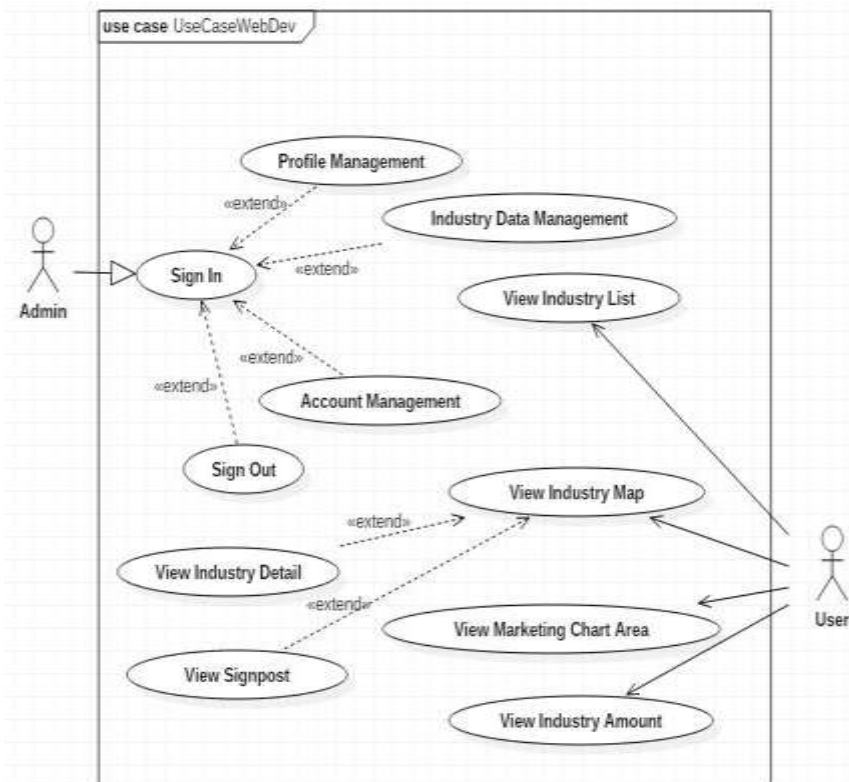 use case UseCaseWebDev
Profile Management
«extend»
Industry Data Management
Sign In
«extend»
Admin
View Industry List
«extend»
«extend»
Account Management
Sign Out
View Industry Map
«extend»
View Industry Detail
«extend»
User
View Marketing Chart Area
View Signpost
View Industry Amount